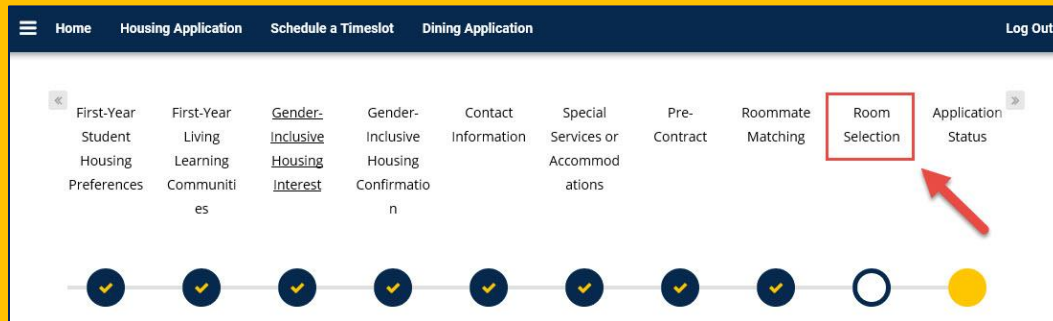 Home Housing Application Schedule a Timeslot Dining Application Log Out
« First-Year Student Housing Preferences
First-Year Living Learning Communiti es
Gender- Inclusive Housing Interest
Gender- Inclusive Housing Confirmatio n
Contact Information
Special Services or Accommod ations
Pre- Contract
Roommate Matching
Room Selection
Application Status »